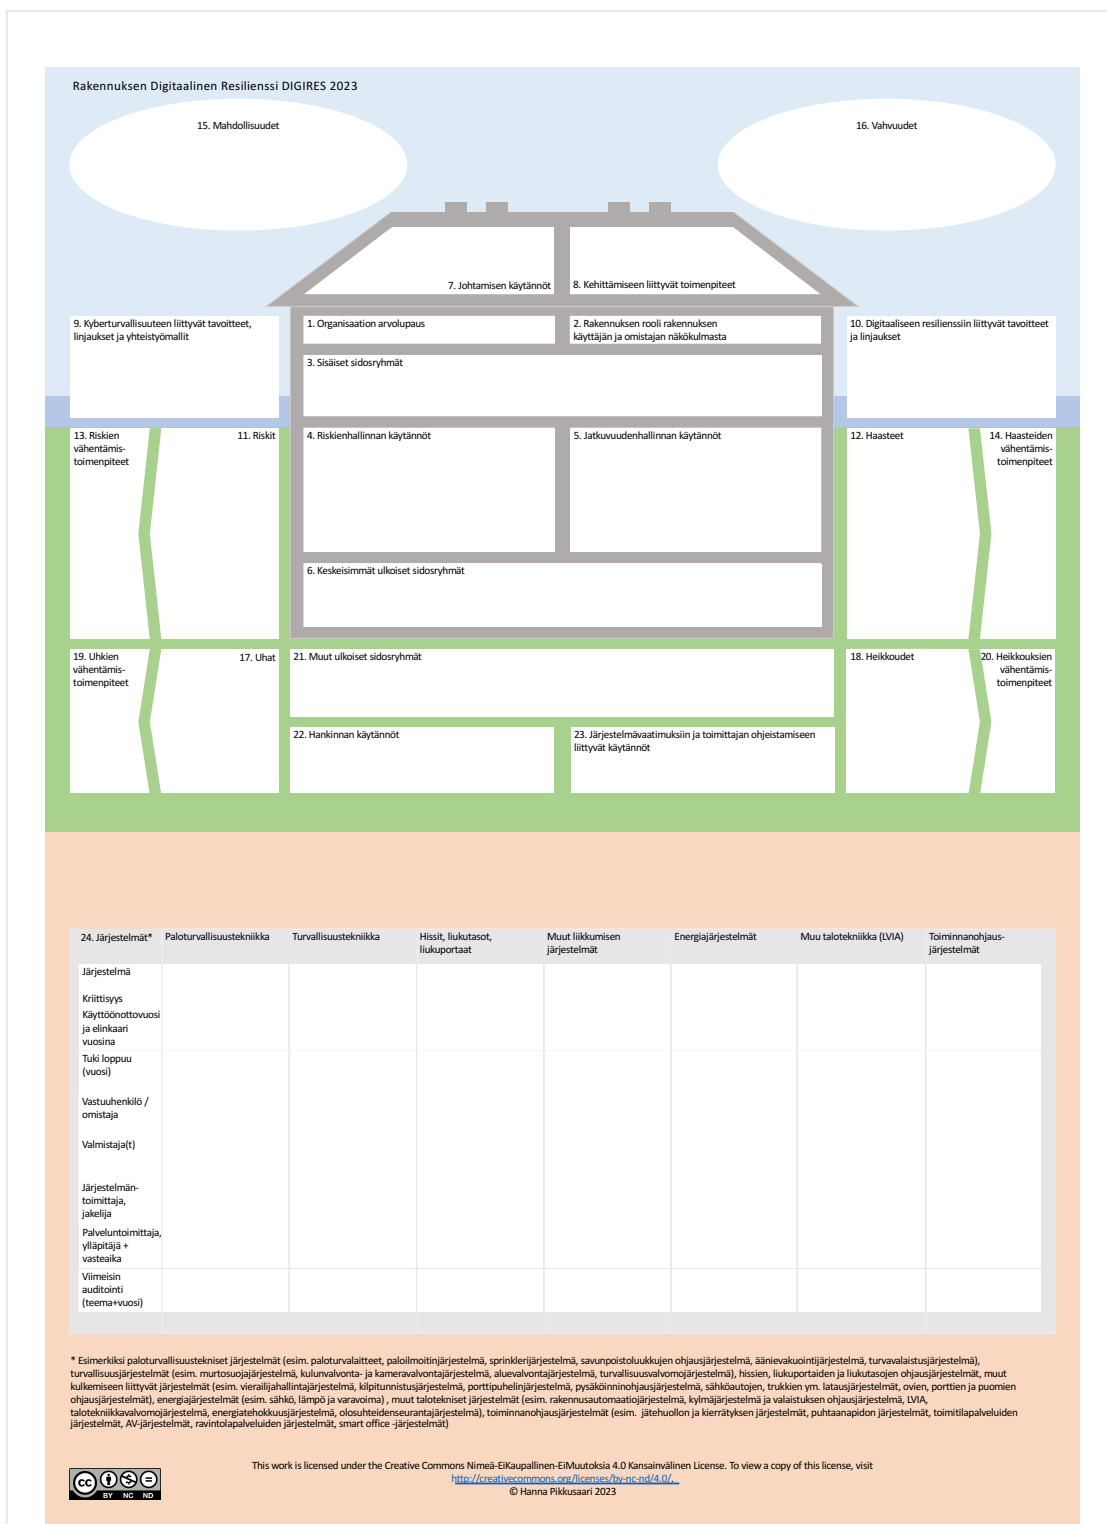 Rakennuksen Digitaalinen Resilienssi DIGIRES 2023
15. Mahdollisuudet
16. Vahvuudet
7. Johtamisen käytännöt
8. Kehittämiseen liittyvät toimenpiteet
9. Kyberturvallisuuteen liittyvät tavoitteet,
linjaukset ja yhteistyömallit
1. Organisaation arvolupaus
2. Rakennuksen rooli rakennuksen
käyttäjän ja omistajan näkökulmasta
10. Digitaaliseen resilienssiin liittyvät tavoitteet
ja linjaukset
3. Sisäiset sidosryhmät
13. Riskien
vähentämis-
toimenpiteet
11. Riskit
4. Riskienhallinnan käytännöt
5. Jatkuvuudenhallinnan käytännöt
12. Haasteet
14. Haasteiden
vähentämis-
toimenpiteet
6. Keskeisimmät ulkoiset sidosryhmät
19. Uhkien
vähentämis-
toimenpiteet
17. Uhat
21. Muut ulkoiset sidosryhmät
18. Heikkoudet
20. Heikkouksien
vähentämis-
toimenpiteet
22. Hankinnan käytännöt
23. Järjestelmävaatimuksiin ja toimittajan ohjeistamiseen
liittyvät käytännöt
24. Järjestelmät*
Paloturvallisuustekniikka
Turvallisuustekniikka
Hissit, liukutasot,
liukuportaat
Muut liikkumisen
järjestelmät
Energiajärjestelmät
Muu talotekniikka (LVIA)
Toiminnanohjaus-
järjestelmät
Järjestelmä
Kriittisyys
Käyttöönottovuosi
ja elinkaari
vuosina
Tuki loppuu
(vuosi)
Vastuuhenkilö /
omistaja
Valmistaja(t)
Järjestelmän-
toimittaja,
jakelija
Palveluntoimittaja,
ylläpitäjä +
vasteaika
Viimeisin
auditointi
(teema+vuosi)
* Esimerkiksi paloturvallisuustekniset järjestelmät (esim. paloturvalaitteet, paloilmoitinjärjestelmä, sprinklerijärjestelmä, savunpoistoluukkujen ohjausjärjestelmä, äänievakuointijärjestelmä, turvavalaistusjärjestelmä),
turvallisuusjärjestelmät (esim. murtosuojajärjestelmä, kulunvalvonta- ja kameravalvontajärjestelmä, aluevalvontajärjestelmä, turvallisuusvalvomojärjestelmä), hissien, liukuportaiden ja liukutasojen ohjausjärjestelmät, muut
kulkemiseen liittyvät järjestelmät (esim. vierailijahallintajärjestelmä, kilpitunnistusjärjestelmä, porttipuhelinjärjestelmä, pysäköinninohjausjärjestelmä, sähköautojen, trukkien ym. latausjärjestelmät, ovien, porttien ja puomien
ohjausjärjestelmät), energiajärjestelmät (esim. sähkö, lämpö ja varavoima) , muut talotekniset järjestelmät (esim. rakennusautomaatiojärjestelmä, kylmäjärjestelmä ja valaistuksen ohjausjärjestelmä, LVIA,
talotekniikkavalvomojärjestelmä, energiatehokkuusjärjestelmä, olosuhteidenseurantajärjestelmä), toiminnanohjausjärjestelmät (esim. jätehuollon ja kierrätyksen järjestelmät, puhtaanapidon järjestelmät, toimitilapalveluiden
järjestelmät, AV-järjestelmät, ravintolapalveluiden järjestelmät, smart office -järjestelmät)
This work is licensed under the Creative Commons Nimeä-EiKaupallinen-EiMuutoksia 4.0 Kansainvälinen License. To view a copy of this license, visit
http://creativecommons.org/licenses/by-nc-nd/4.0/.
© Hanna Pikkusaari 2023
cc
BY NC ND